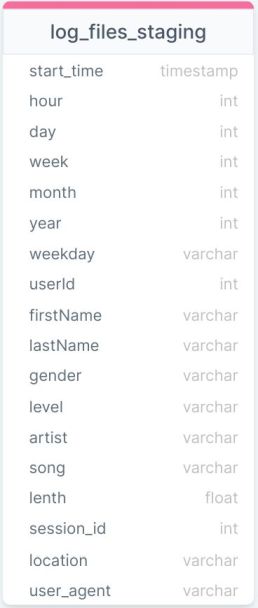 log_files_staging
start_time timestamp
hour int
day int
week int
month int
year int
weekday varchar
userId int
firstName varchar
lastName varchar
gender varchar
level varchar
artist varchar
song varchar
lenth float
session_id int
location varchar
user_agent varchar